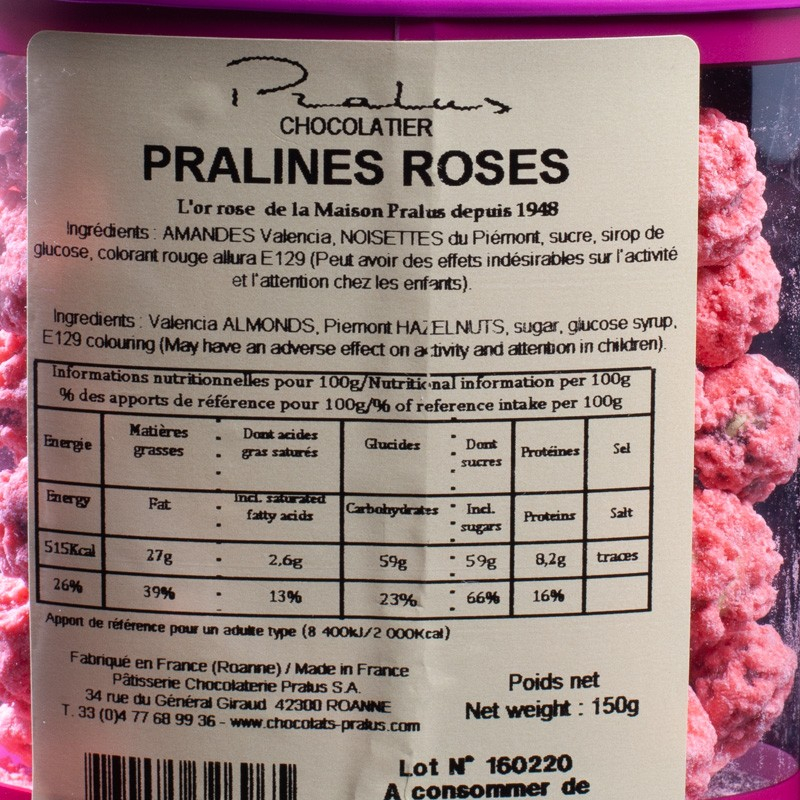 Pralus
CHOCOLATIER
PRALINES ROSES
L'or rose de la Maison Pralus depuis 1948
Ingrédients : AMANDES Valencia, NOISETTES du Piémont, sucre, sirop de
glucose, colorant rouge allura E129 (Peut avoir des effets indésirables sur l'activité
et l'attention chez les enfants).
Ingredients : Valencia ALMONDS, Piemont HAZELNUTS, sugar, glucose syrup,
E129 colouring (May have an adverse effect on activity and attention in children).
Informations nutritionnelles pour 100g/Nutritional information per 100g
% des apports de référence pour 100g/% of reference intake per 100g
Energie Matières grasses Dont acides gras saturés Glucides Dont sucres Protéines Sel
Energy Fat Incl. saturated fatty acids Carbohydrates Incl. sugars Proteins Salt
515Kcal 27g 2,6g 59g 59g 8,2g traces
26% 39% 13% 23% 66% 16%
Apport de référence pour un adulte type (8 400kJ/2 000Kcal)
Fabriqué en France (Roanne) / Made in France
Pâtisserie Chocolaterie Pralus S.A.
34 rue du Général Giraud 42300 ROANNE
T. 33 (0)4 77 68 99 36 - www.chocolats-pralus.com
Poids net
Net weight : 150g
Lot N° 160220
A consommer de